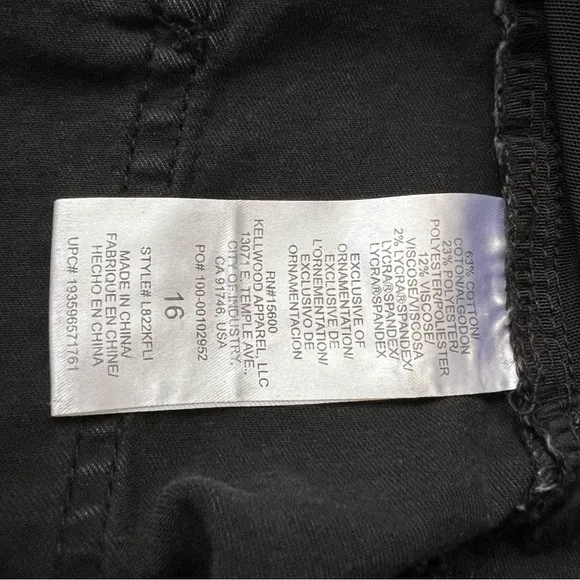 63% COTTON/
COTON/ALGODON
23% POLYESTER/
POLYESTER/POLIESTER
12% VISCOSE/
VISCOSE/VISCOSA
2% LYCRA®SPANDEX/
LYCRA®SPANDEX/
LYCRA®SPANDEX
EXCLUSIVE OF
ORNAMENTATION/
EXCLUSIVE DE
L'ORNEMENTATION/
EXCLUSIVO DE
ORNAMENTACION
RN#15600
KELLWOOD APPAREL, LLC
13071 E. TEMPLE AVE.,
CITY OF INDUSTRY,
CA 91746, USA
PO# 100-00102952
16
STYLE# L822KFLI
MADE IN CHINA/
FABRIQUE EN CHINE/
HECHO EN CHINA
UPC# 193596571761